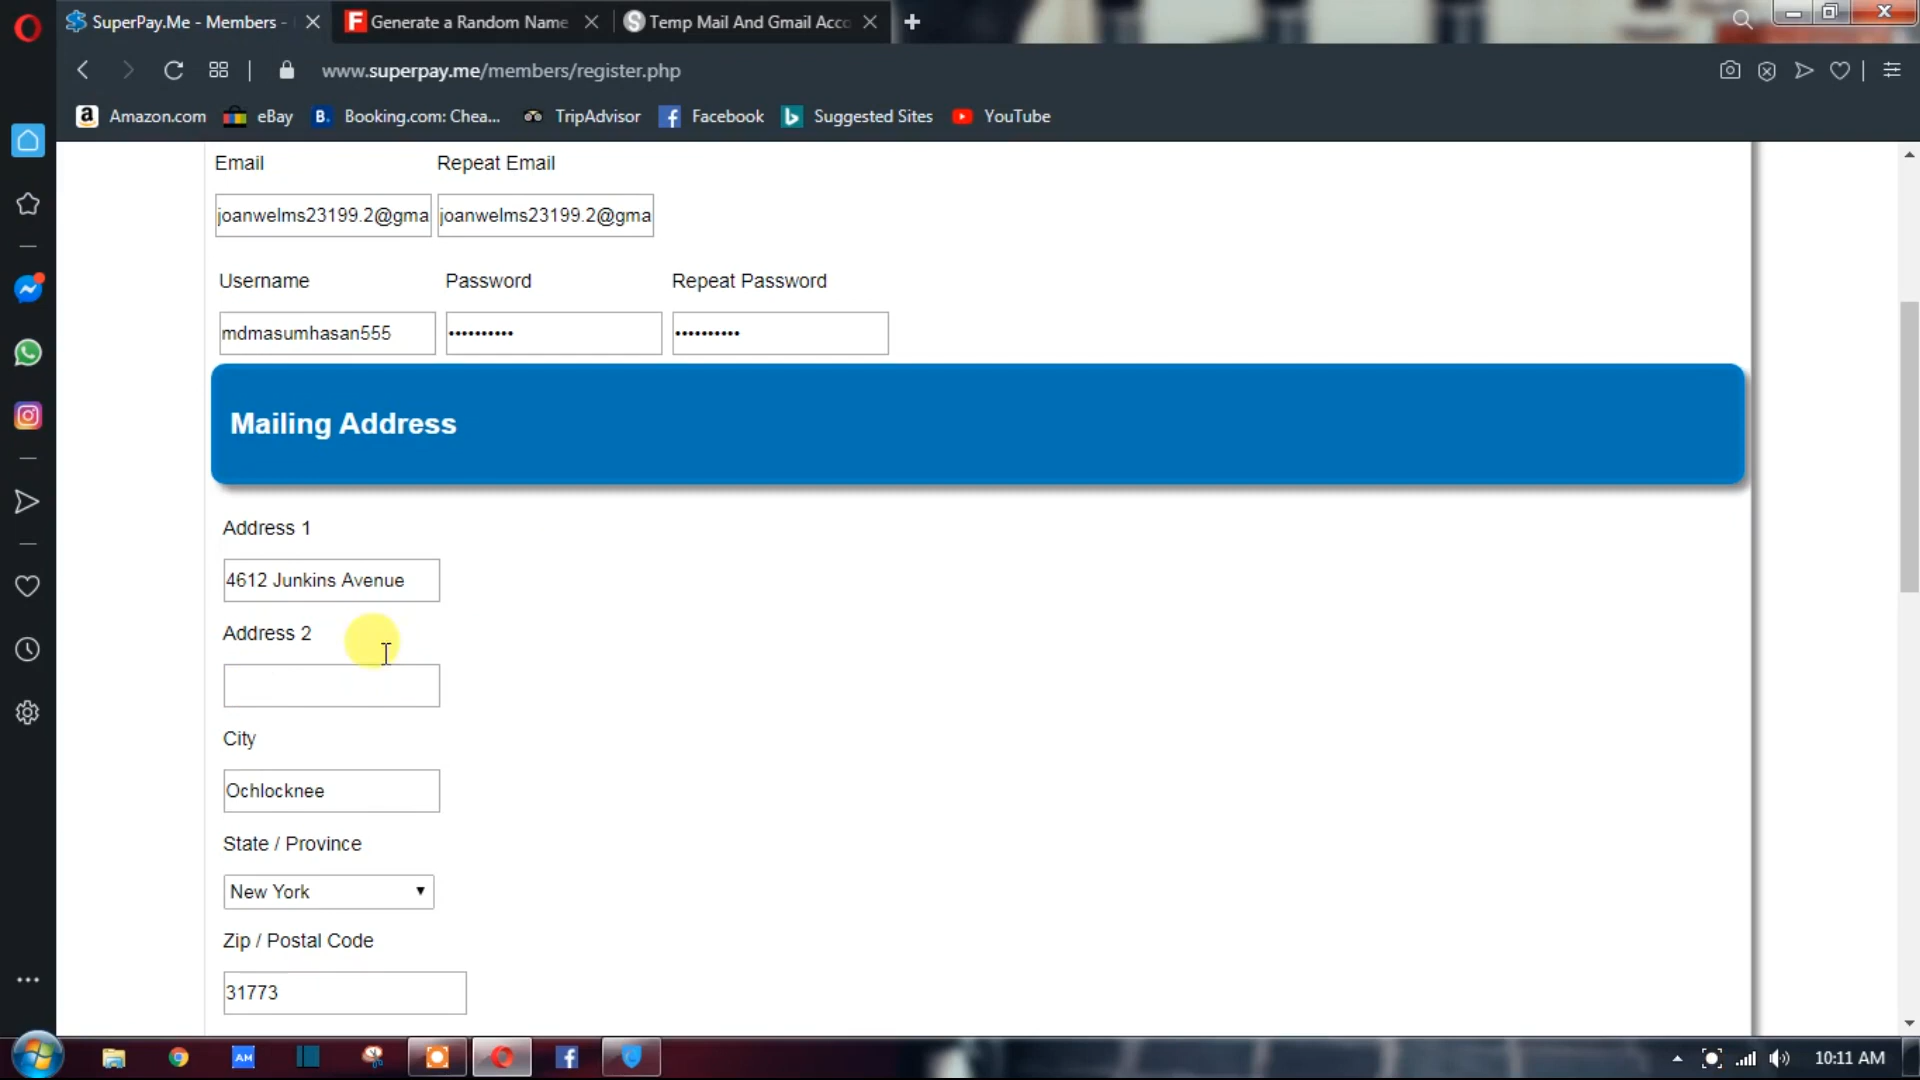 SuperPay.Me - Members -
Generate a Random Name
Temp Mail And Gmail Acco
www.superpay.me/members/register.php
Amazon.com
eBay
B. Booking.com: Chea...
TripAdvisor
Facebook
Suggested Sites
YouTube
Email Repeat Email
joanwelms23199.2@gma joanwelms23199.2@gma
Username Password Repeat Password
mdmasumhasan555 •••••••••• ••••••••••
Mailing Address
Address 1
4612 Junkins Avenue
Address 2
City
Ochlocknee
State / Province
New York
Zip / Postal Code
31773
AM
10:11 AM